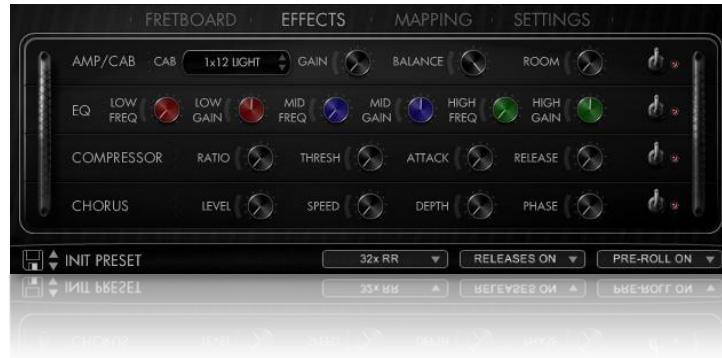 FRETBOARD EFFECTS MAPPING SETTINGS
AMP/CAB CAB 1x12 LIGHT GAIN BALANCE ROOM
EQ LOW FREQ LOW GAIN MID FREQ MID GAIN HIGH FREQ HIGH GAIN
COMPRESSOR RATIO THRESH ATTACK RELEASE
CHORUS LEVEL SPEED DEPTH PHASE
INIT PRESET 32x RR RELEASES ON PRE-ROLL ON